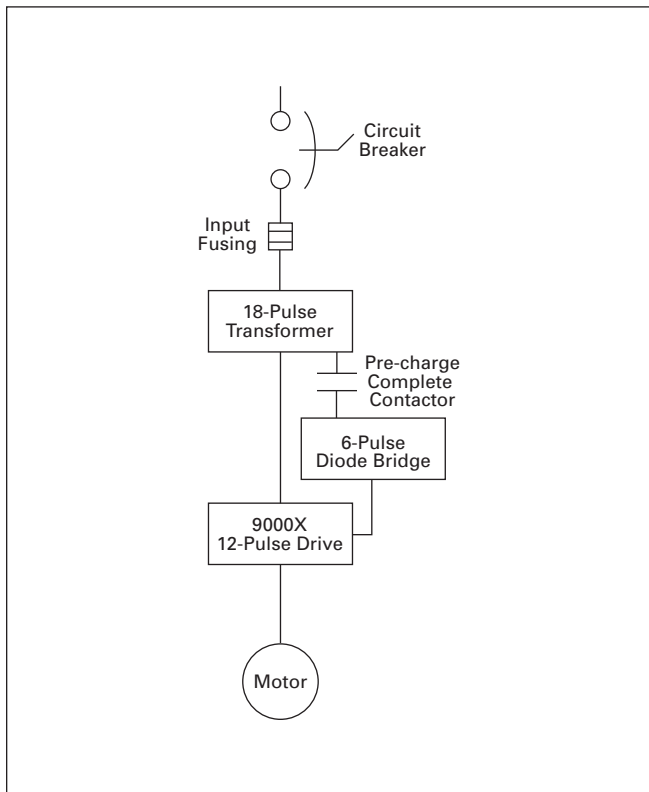 Circuit
Breaker
Input
Fusing
18-Pulse
Transformer
Pre-charge
Complete
Contactor
6-Pulse
Diode Bridge
9000X
12-Pulse Drive
Motor